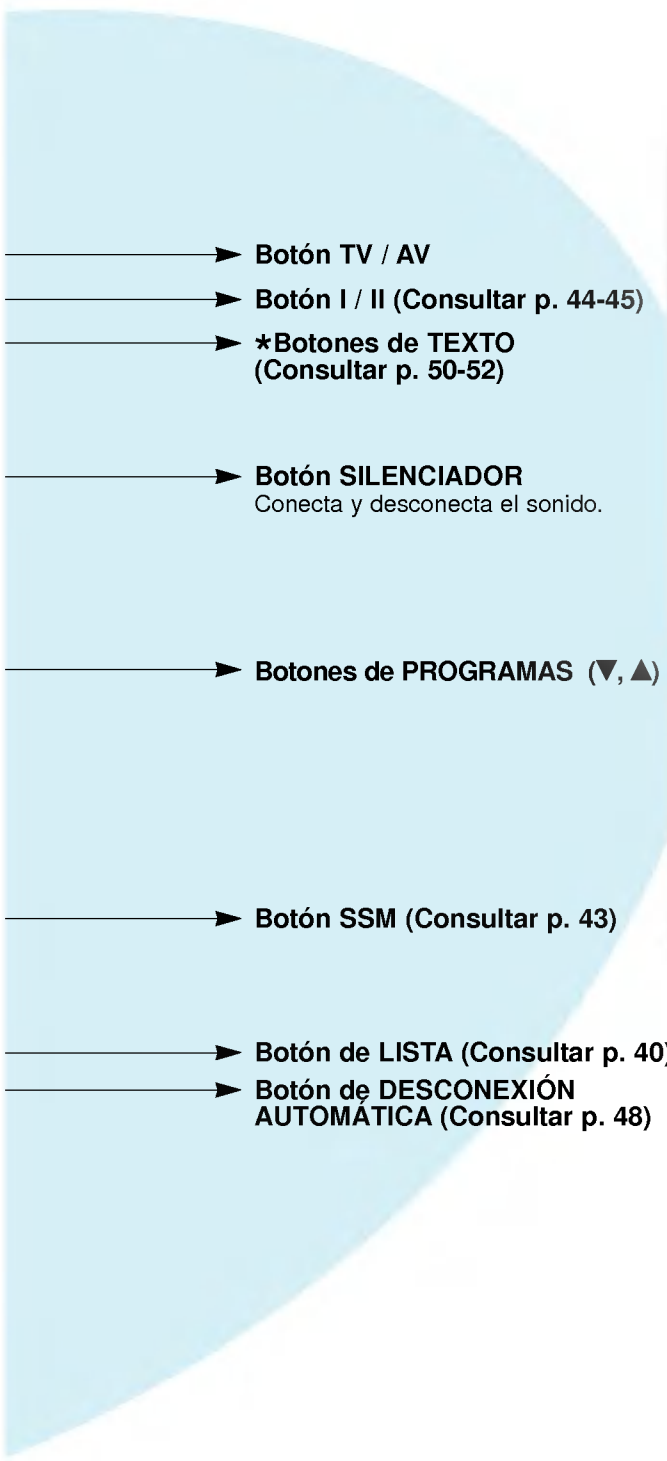 Botón TV / AV
Botón I / II (Consultar p. 44-45)
*Botones de TEXTO
(Consultar p. 50-52)
Botón SILENCIADOR
Conecta y desconecta el sonido.
Botones de PROGRAMAS (▼, ▲)
Botón SSM (Consultar p. 43)
Botón de LISTA (Consultar p. 40)
Botón de DESCONEXIÓN
AUTOMÁTICA (Consultar p. 48)